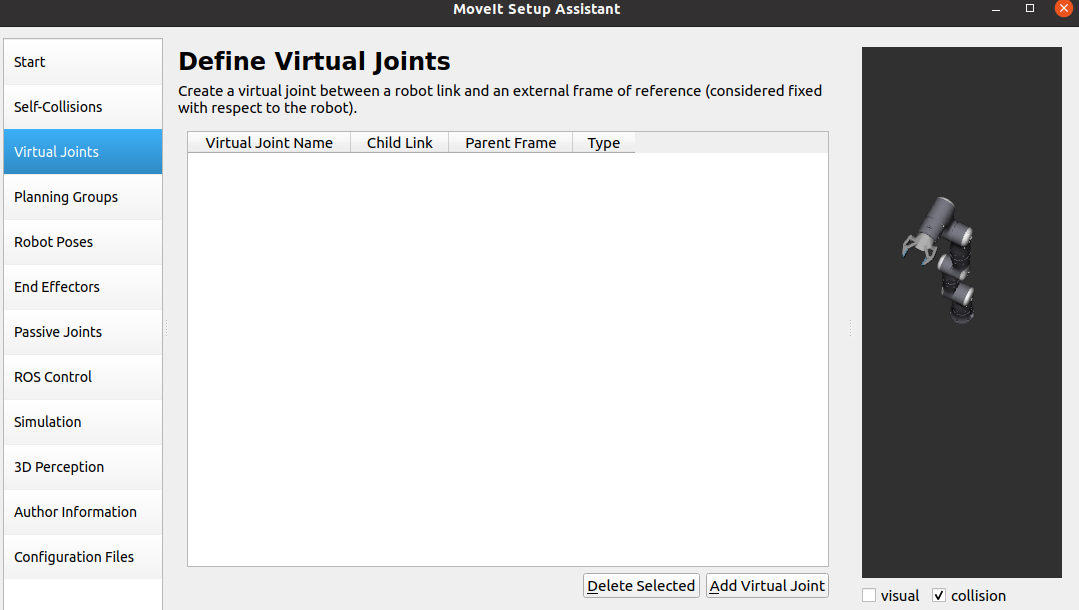 MoveIt Setup Assistant
Start
Self-Collisions
Virtual Joints
Planning Groups
Robot Poses
End Effectors
Passive Joints
ROS Control
Simulation
3D Perception
Author Information
Configuration Files
Define Virtual Joints
Create a virtual joint between a robot link and an external frame of reference (considered fixed
with respect to the robot).
Virtual Joint Name Child Link Parent Frame Type
Delete Selected Add Virtual Joint
visual collision